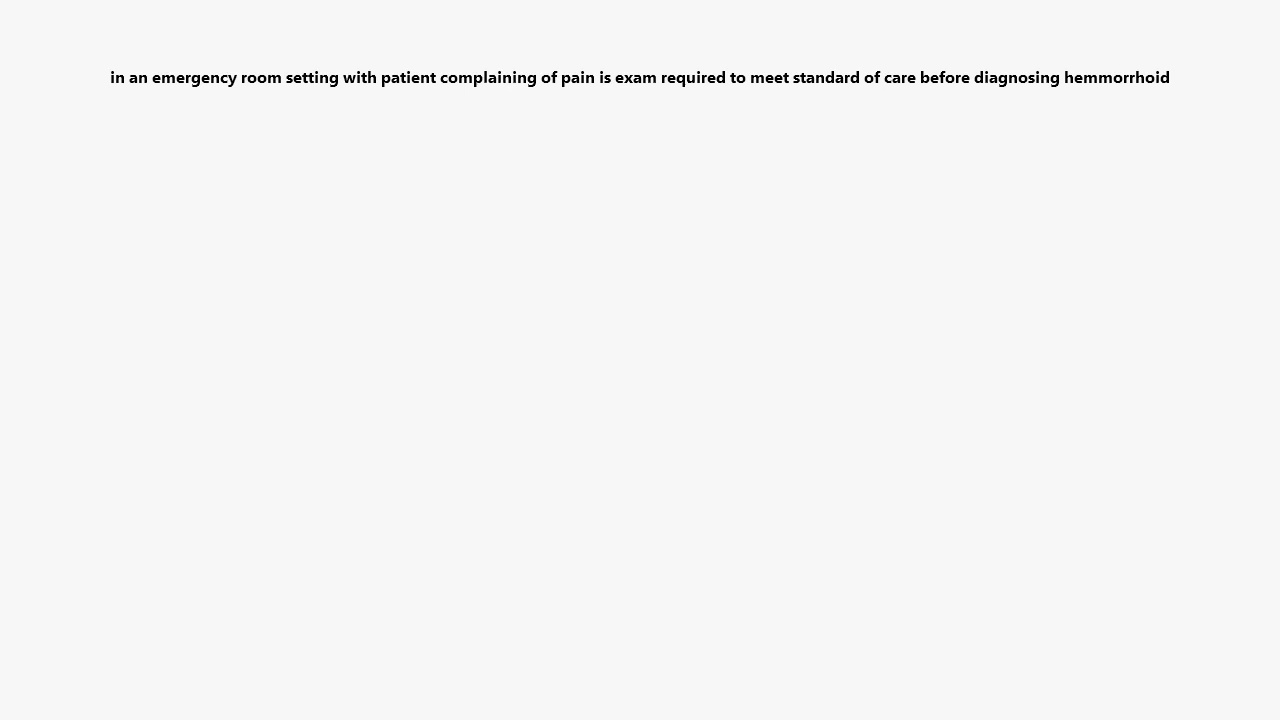 in an emergency room setting with patient complaining of pain is exam required to meet standard of care before diagnosing hemmorrhoid